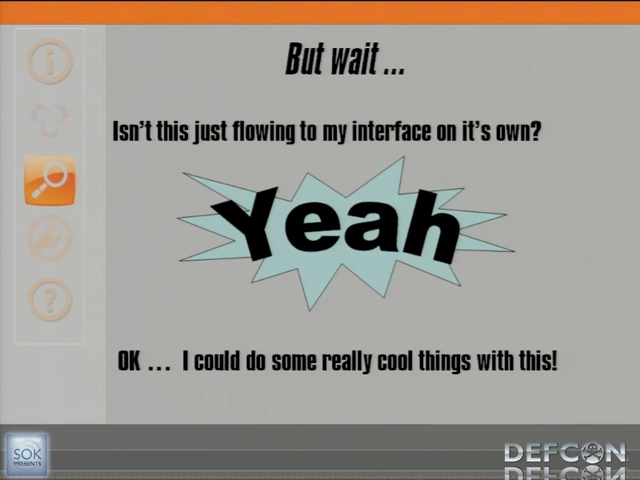 But wait ...
Isn't this just flowing to my interface on it's own?
Yeah
OK ... I could do some really cool things with this!
SOK
PRESENTS
DEFCON